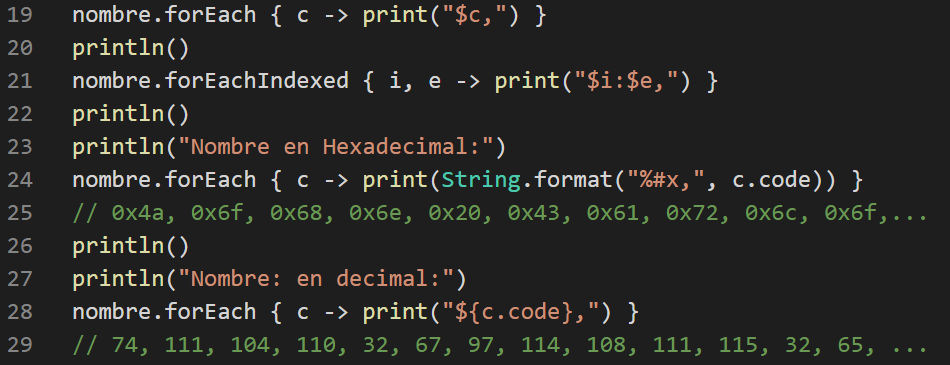 19 nombre.forEach { c -> print("$c,") }
20 println()
21 nombre.forEachIndexed { i, e -> print("$i:$e,") }
22 println()
23 println("Nombre en Hexadecimal:")
24 nombre.forEach { c -> print(String.format("%#x,", c.code)) }
25 // 0x4a, 0x6f, 0x68, 0x6e, 0x20, 0x43, 0x61, 0x72, 0x6c, 0x6f,...
26 println()
27 println("Nombre: en decimal:")
28 nombre.forEach { c -> print("${c.code},") }
29 // 74, 111, 104, 110, 32, 67, 97, 114, 108, 111, 115, 32, 65, ...